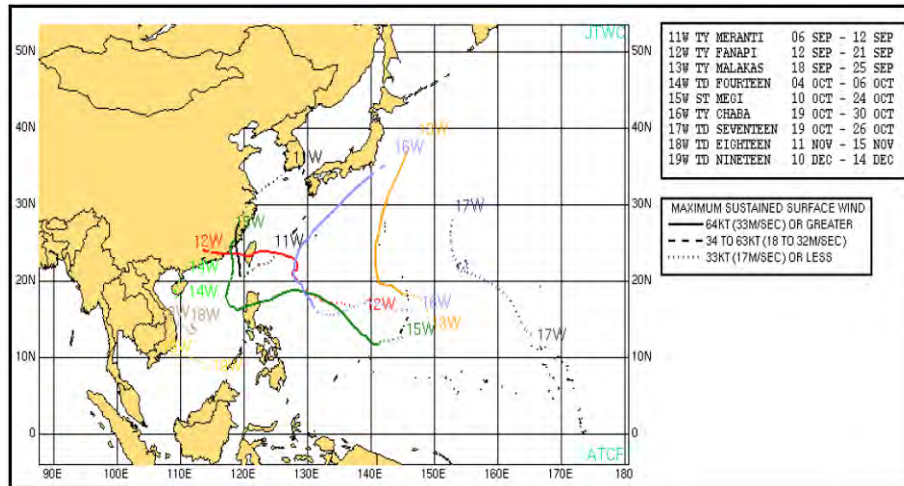 JTWC
50N
50N
40N
40N
30N
30N
20N
20N
10N
10N
0
0
90E
100E
110E
120E
130E
140E
150E
160E
170E
180
ATCF
13W
16W
11W
17W
15W
12W
11W
14W
14W
12W
16W
18W
13W
15W
17W
11W TY MERANTI 06 SEP - 12 SEP
12W TY FANAPI 12 SEP - 21 SEP
13W TY MALAKAS 18 SEP - 25 SEP
14W TD FOURTEEN 04 OCT - 06 OCT
15W ST MEGI 10 OCT - 24 OCT
16W TY CHABA 19 OCT - 30 OCT
17W TD SEVENTEEN 19 OCT - 26 OCT
18W TD EIGHTEEN 11 NOV - 15 NOV
19W TD NINETEEN 10 DEC - 14 DEC
MAXIMUM SUSTAINED SURFACE WIND
64KT (33M/SEC) OR GREATER
34 TO 63KT (18 TO 32M/SEC)
33KT (17M/SEC) OR LESS